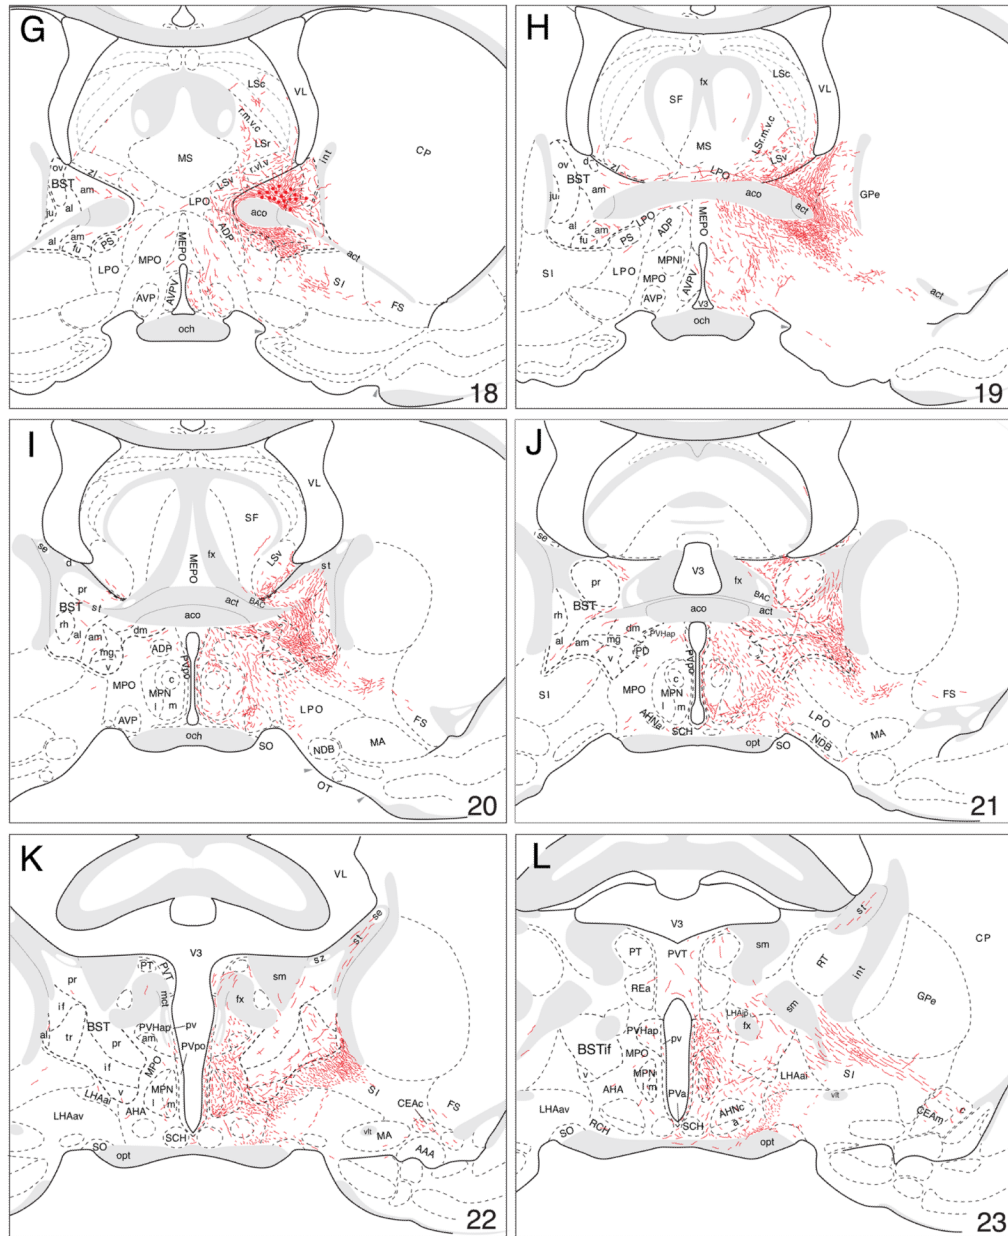 G
LSc
VL
r.m.v.c
LSr
int
CP
MS
r.vl.v
LSv
ov
d
zl
BST
am
LPO
ju
al
aco
ADP
al
am
fu
PS
act
MEPO
LPO
MPO
SI
FS
AVP
AVPV
och
18
H
LSc
VL
fx
SF
LSr.m.v.c
MS
LSv
ov
d
zl
BST
am
LPO
ju
aco
act
GPe
al
am
fu
PS
LPO
ADP
MEPO
SI
LPO
MPNl
MPO
AVP
AVPV
V3
och
act
19
I
VL
SF
se
fx
MEPO
LSv
d
st
pr
BST
st
act
BAC
aco
rh
al
am
mg
dm
ADP
PVpo
MPO
c
MPN
l
m
LPO
AVP
och
SO
NDB
MA
FS
OT
20
J
se
V3
pr
fx
BST
BAC
aco
act
rh
al
am
mg
dm
PVHap
v
PD
PVpo
SI
MPO
c
MPN
l
m
FS
AHNa
SCH
LPO
NDB
MA
opt
SO
21
K
VL
V3
se
st
sz
PT
PVT
sm
pr
mct
fx
if
BST
al
tr
pr
PVHap
am
pv
PVpo
if
MPO
v
MPN
l
m
SI
LHAai
AHA
CEAc
FS
LHAav
SCH
vlt
MA
SO
opt
AAA
22
L
V3
st
CP
PT
PVT
sm
RT
int
REa
sm
GPe
LHAjp
fx
PVHap
pv
BSTif
MPO
v
MPN
l
m
LHAai
SI
AHA
PVa
vlt
c
LHAav
AHNc
a
CEAm
SO
RCH
SCH
opt
23